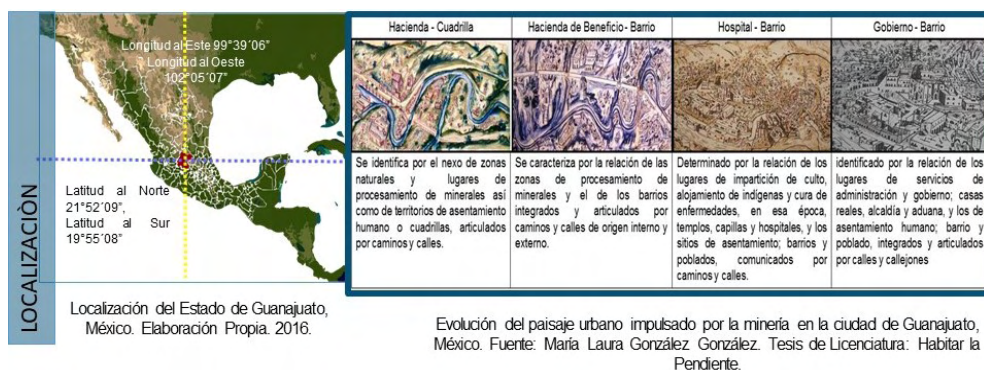 LOCALIZACIÒN
Longitud al Este 99°39´06”
Longitud al Oeste
102°05´07”
Latitud al Norte
21°52´09”,
Latitud al Sur
19°55´08”
Localización del Estado de Guanajuato,
México. Elaboración Propia. 2016.
Hacienda - Cuadrilla
Se identifica por el nexo de zonas
naturales y lugares de
procesamiento de minerales así
como de territorios de asentamiento
humano o cuadrillas, articulados
por caminos y calles.
Hacienda de Beneficio- Barrio
Se caracteriza por la relación de las
zonas de procesamiento de
minerales y el de los barrios
integrados y articulados por
caminos y calles de origen interno y
externo.
Hospital - Barrio
Determinado por la relación de los
lugares de impartición de culto,
alojamiento de indígenas y cura de
enfermedades, en esa época,
templos, capillas y hospitales, y los
sitios de asentamiento; barrios y
poblados, comunicados por
caminos y calles.
Gobierno - Barrio
identificado por la relación de los
lugares de servicios de
administración y gobierno; casas
reales, alcaldía y aduana, y los de
asentamiento humano; barrio y
poblado, integrados y articulados
por calles y callejones
Evolución del paisaje urbano impulsado por la minería en la ciudad de Guanajuato,
México. Fuente: María Laura González González. Tesis de Licenciatura: Habitar la
Pendiente.